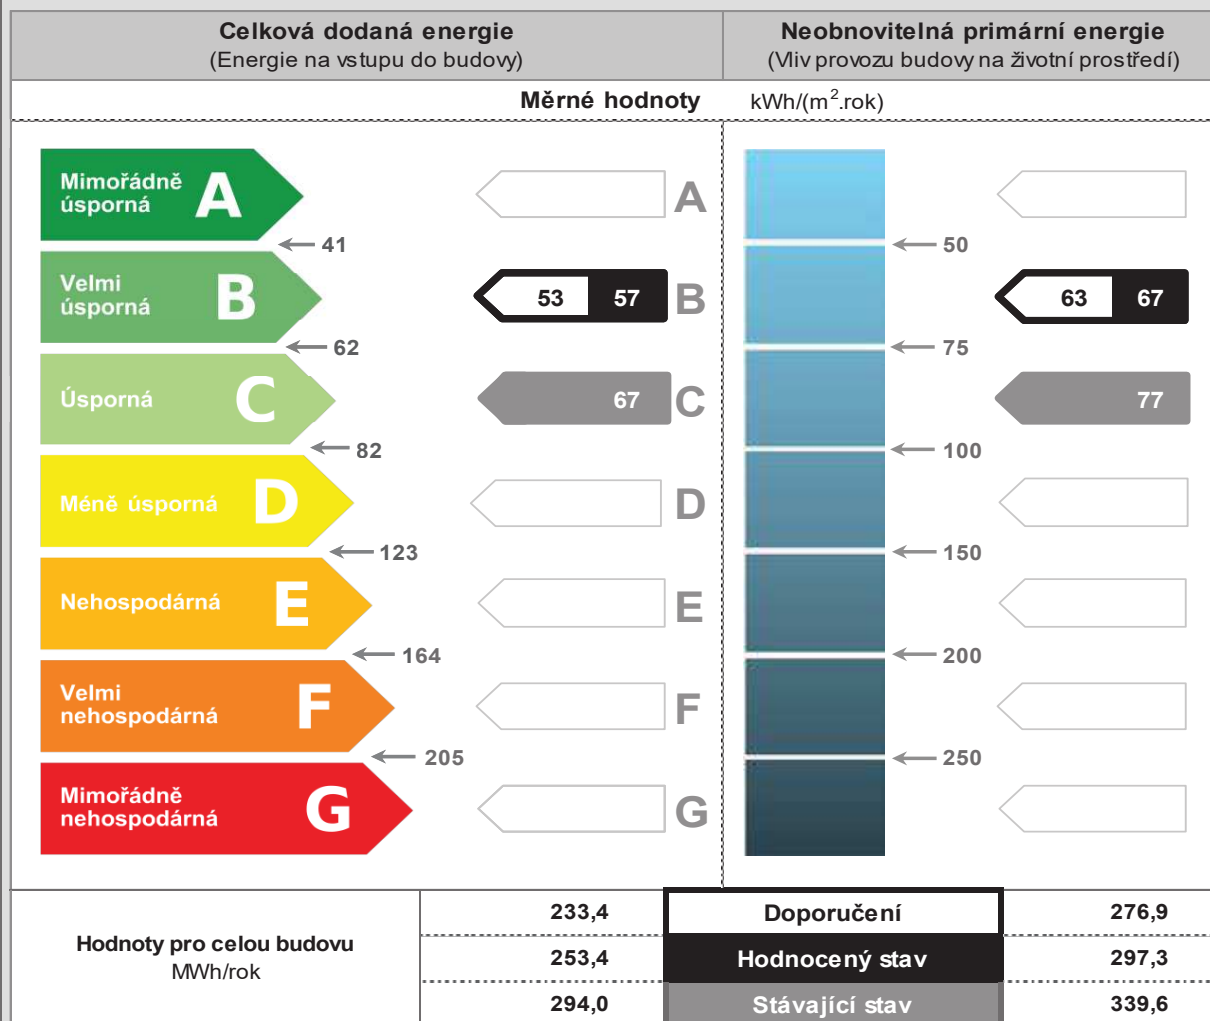 Celková dodaná energie
(Energie na vstupu do budovy)
Neobnovitelná primární energie
(Vliv provozu budovy na životní prostředí)
Měrné hodnoty kWh/(m².rok)
Mimořádně
úsporná
A
A
41
50
Velmi
úsporná
B
53 57
B
63 67
62
75
Úsporná
C
67
C
77
82
100
Méně úsporná
D
D
123
150
Nehospodárná
E
E
164
200
Velmi
nehospodárná
F
F
205
250
Mimořádně
nehospodárná
G
G
Hodnoty pro celou budovu
MWh/rok
233,4 Doporučení 276,9
253,4 Hodnocený stav 297,3
294,0 Stávající stav 339,6